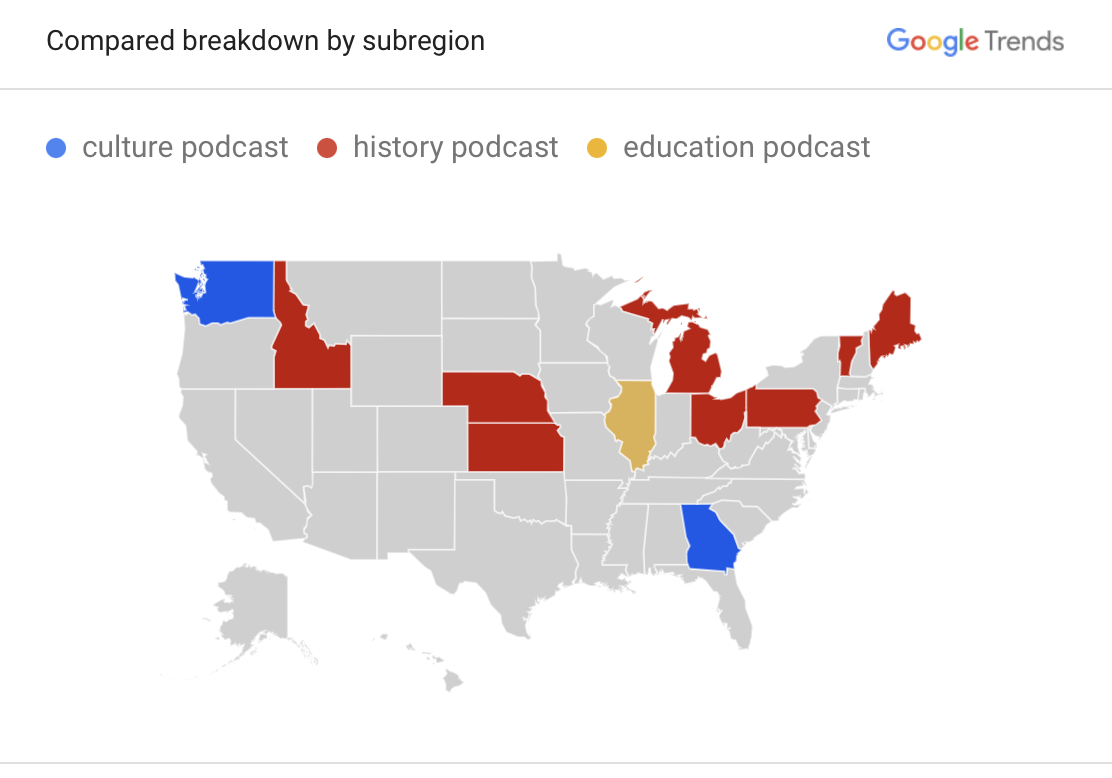 Compared breakdown by subregion
Google Trends
culture podcast
history podcast
education podcast